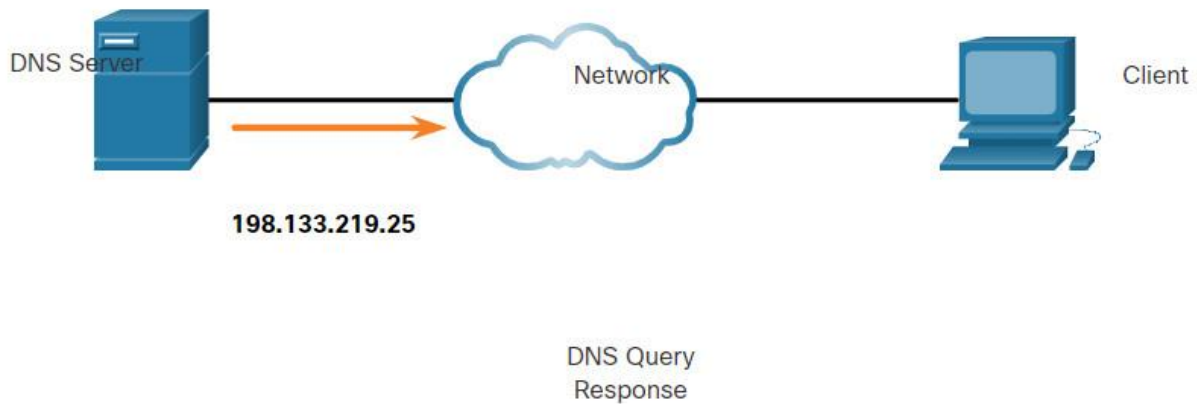 DNS Server
Network
Client
198.133.219.25
DNS Query
Response